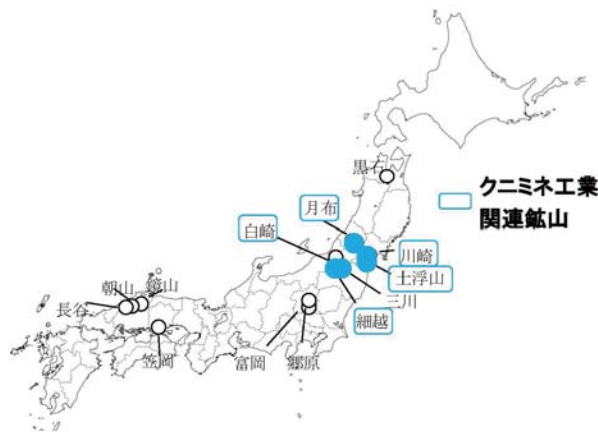 黒石
クニミネ工業
関連鉱山
月布
白崎
川崎
土浮山
三川
細越
朝山
鏡山
長谷
笠岡
富岡
郷原